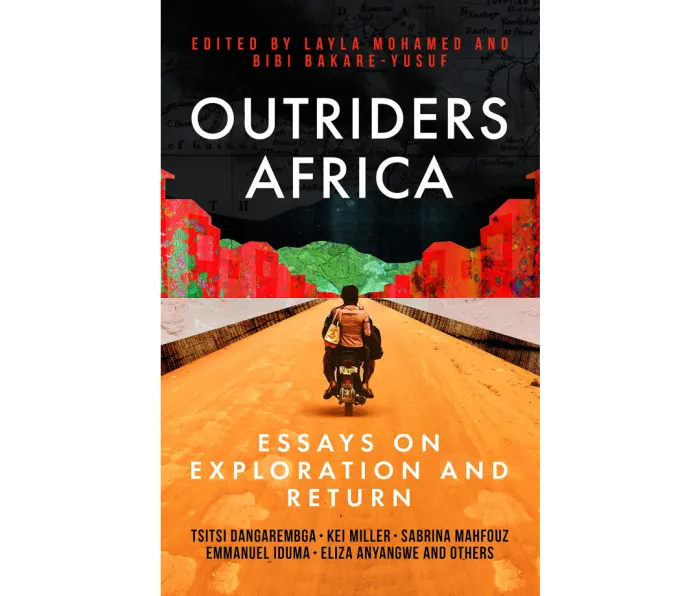 EDITED BY LAYLA MOHAMED AND
BIBI BAKARE-YUSUF
OUTRIDERS
AFRICA
ESSAYS ON
EXPLORATION AND
RETURN
TSITSI DANGAREMBGA • KEI MILLER • SABRINA MAHFOUZ
EMMANUEL IDUMA • ELIZA ANYANGWE AND OTHERS